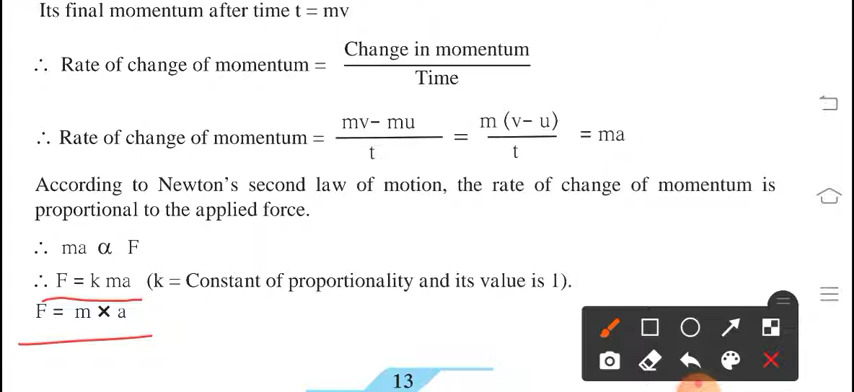 Its final momentum after time t = mv
∴ Rate of change of momentum = Change in momentum / Time
∴ Rate of change of momentum = mv– mu / t = m (v– u) / t = ma
According to Newton's second law of motion, the rate of change of momentum is
proportional to the applied force.
∴ ma α F
∴ F = k ma (k = Constant of proportionality and its value is 1).
F = m × a
13